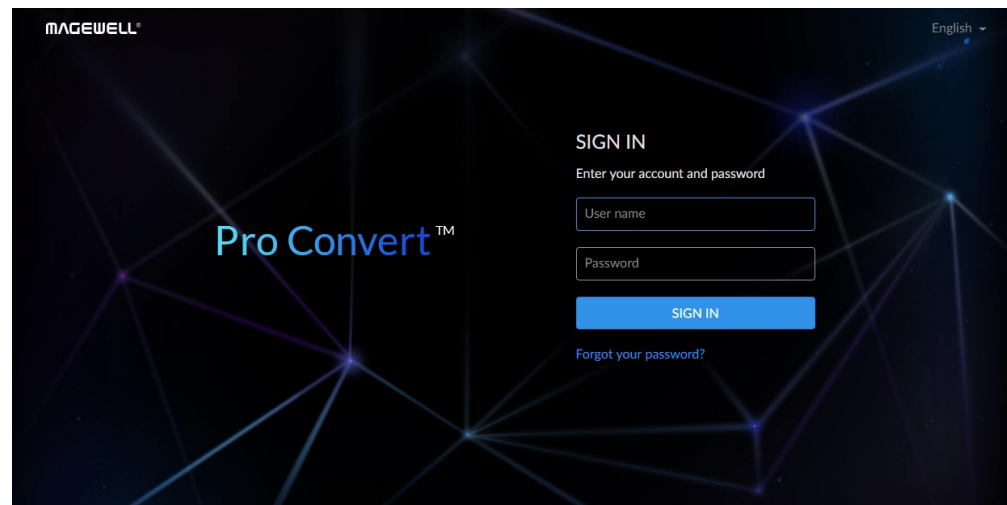 MAGEWELL®
English
SIGN IN
Enter your account and password
User name
Pro Convert™
Password
SIGN IN
Forgot your password?